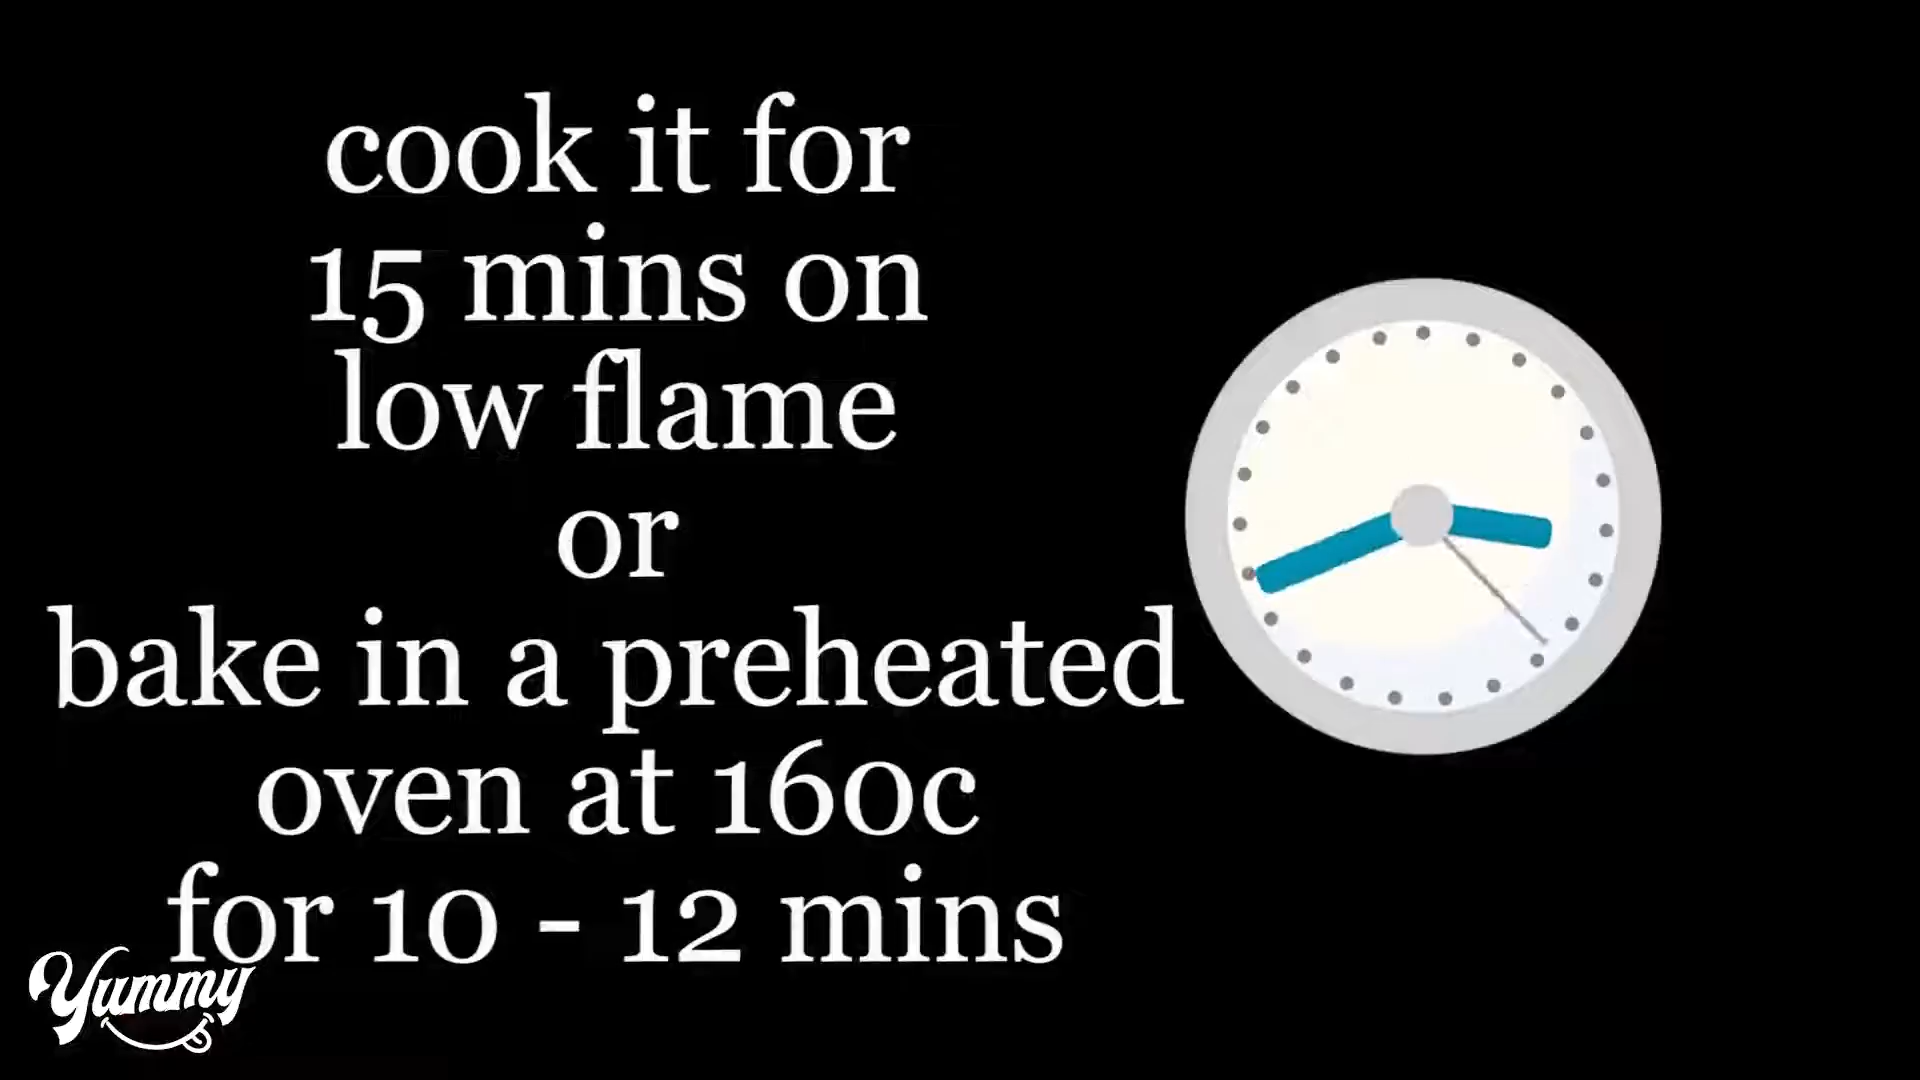 cook it for
15 mins on
low flame
or
bake in a preheated
oven at 160c
for 10 - 12 mins
Yummy